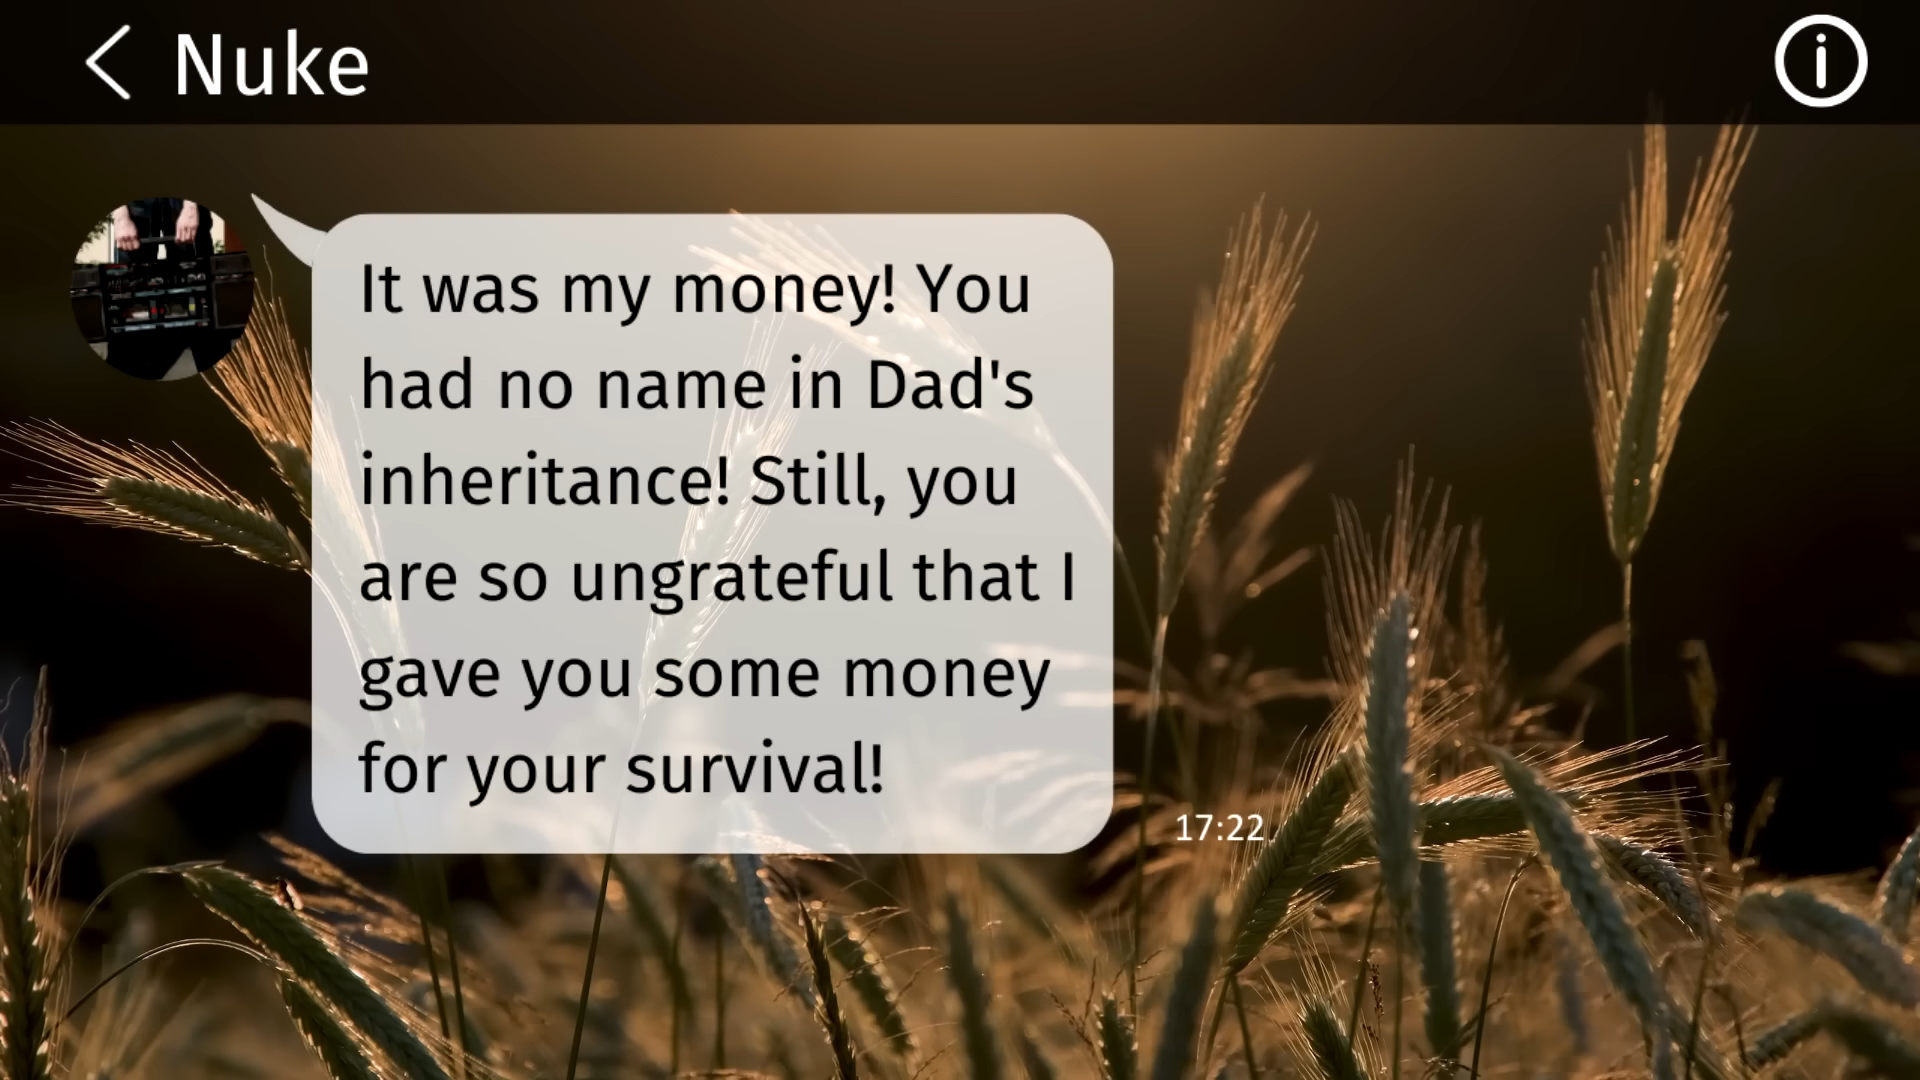 Nuke
It was my money! You
had no name in Dad's
inheritance! Still, you
are so ungrateful that I
gave you some money
for your survival!
17:22